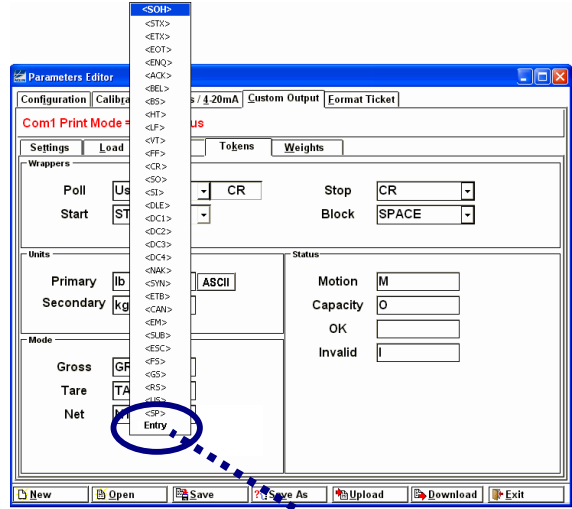 <SOH>
<STX>
<ETX>
<EOT>
<ENQ>
<ACK>
<BEL>
<BS>
<HT>
<LF>
<VT>
<FF>
<CR>
<SO>
<SI>
<DLE>
<DC1>
<DC2>
<DC3>
<DC4>
<NAK>
<SYN>
<ETB>
<CAN>
<EM>
<SUB>
<ESC>
<FS>
<GS>
<RS>
<US>
<SP>
Entry
Parameters Editor
Configuration Calibra s / 4-20mA Custom Output Format Ticket
Com1 Print Mode = us
Settings Load Tokens Weights
Wrappers
Poll Us CR Stop CR
Start ST Block SPACE
Units
Primary lb ASCII
Secondary kg
Status
Motion M
Capacity O
OK
Invalid I
Mode
Gross GR
Tare TA
Net
New Open Save Save As Upload Download Exit